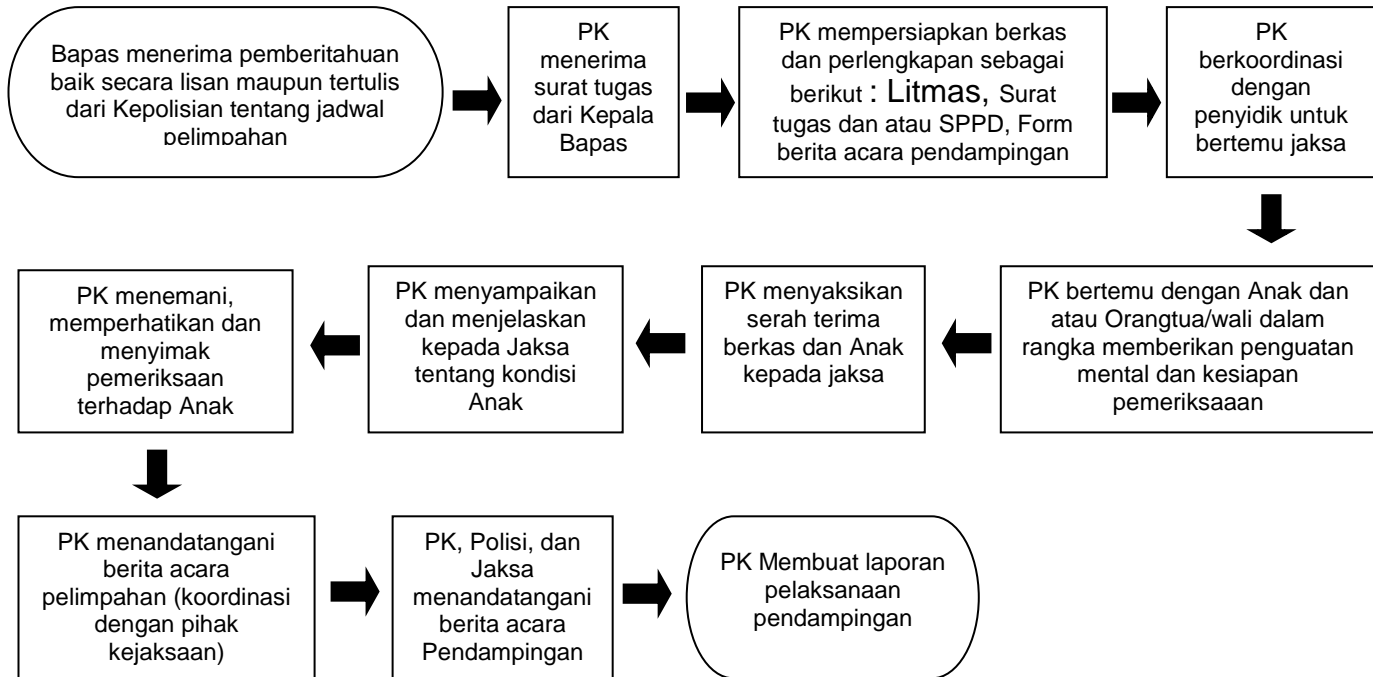 Bapas menerima pemberitahuan
baik secara lisan maupun tertulis
dari Kepolisian tentang jadwal
pelimpahan
PK
menerima
surat tugas
dari Kepala
Bapas
PK mempersiapkan berkas
dan perlengkapan sebagai
berikut : Litmas, Surat
tugas dan atau SPPD, Form
berita acara pendampingan
PK
berkoordinasi
dengan
penyidik untuk
bertemu jaksa
PK bertemu dengan Anak dan
atau Orangtua/wali dalam
rangka memberikan penguatan
mental dan kesiapan
pemeriksaaan
PK menyaksikan
serah terima
berkas dan Anak
kepada jaksa
PK menyampaikan
dan menjelaskan
kepada Jaksa
tentang kondisi
Anak
PK menemani,
memperhatikan dan
menyimak
pemeriksaan
terhadap Anak
PK menandatangani
berita acara
pelimpahan (koordinasi
dengan pihak
kejaksaan)
PK, Polisi, dan
Jaksa
menandatangani
berita acara
Pendampingan
PK Membuat laporan
pelaksanaan
pendampingan